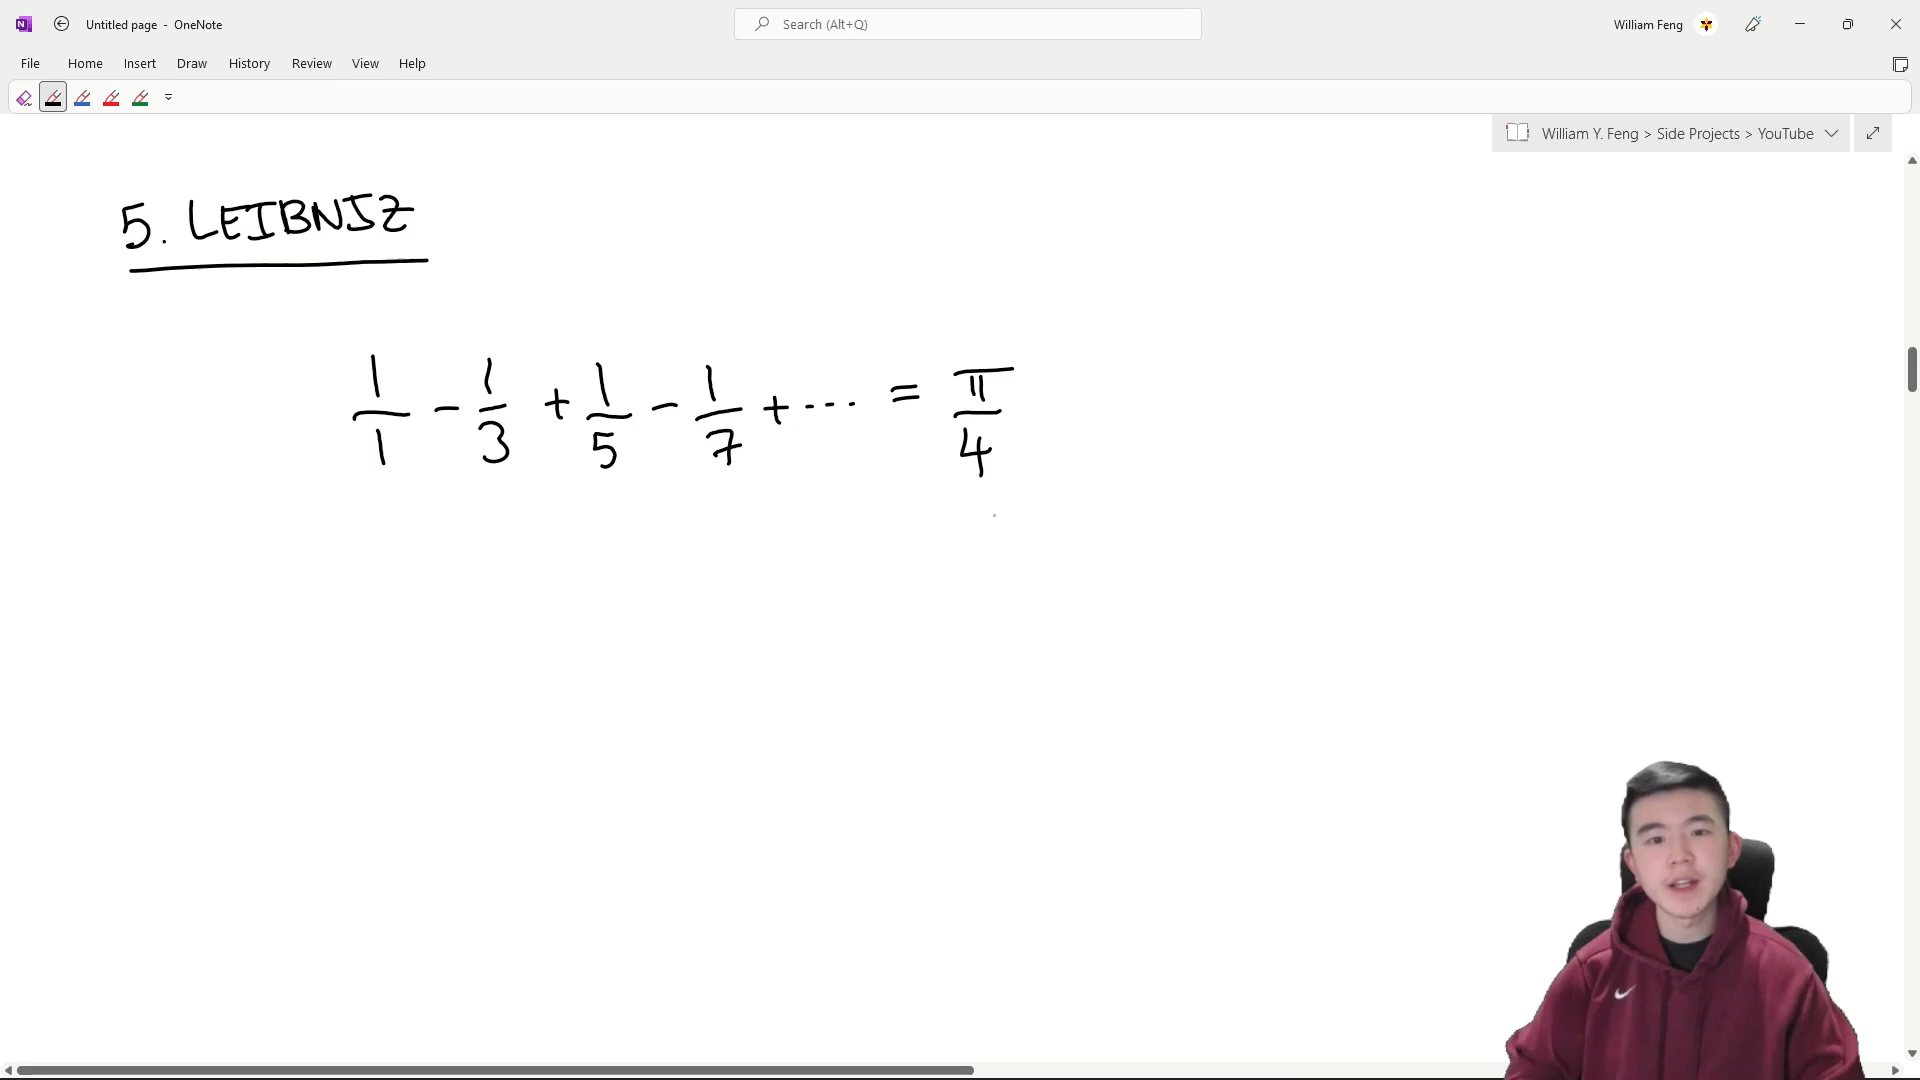 Untitled page - OneNote
Search (Alt+Q)
William Feng
File Home Insert Draw History Review View Help
William Y. Feng > Side Projects > YouTube
5. LEIBNIZ
1/1 - 1/3 + 1/5 - 1/7 + ... = π/4